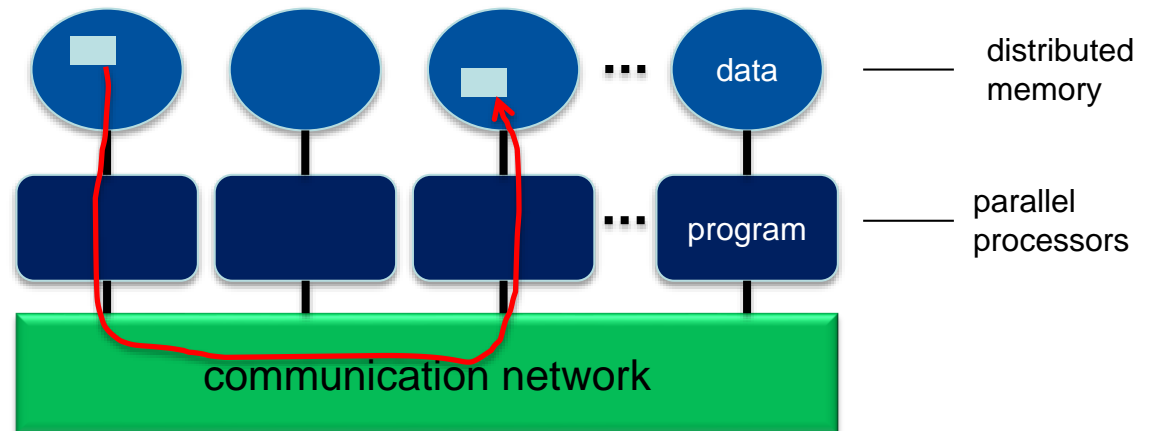 ... data
distributed
memory
... program
parallel
processors
communication network